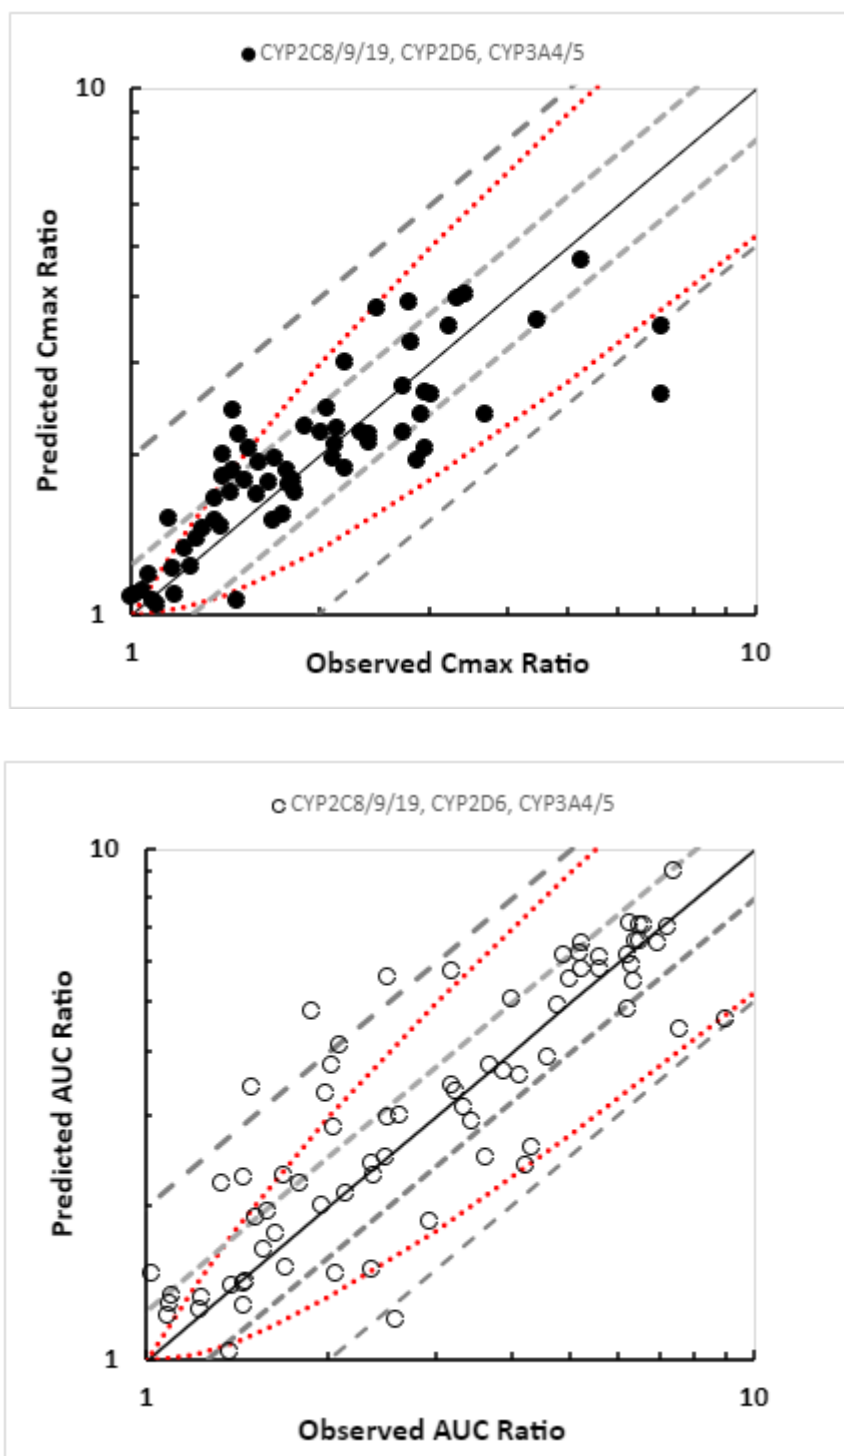 CYP2C8/9/19, CYP2D6, CYP3A4/5
10
Predicted Cmax Ratio
1
1
10
Observed Cmax Ratio
CYP2C8/9/19, CYP2D6, CYP3A4/5
10
Predicted AUC Ratio
1
1
10
Observed AUC Ratio